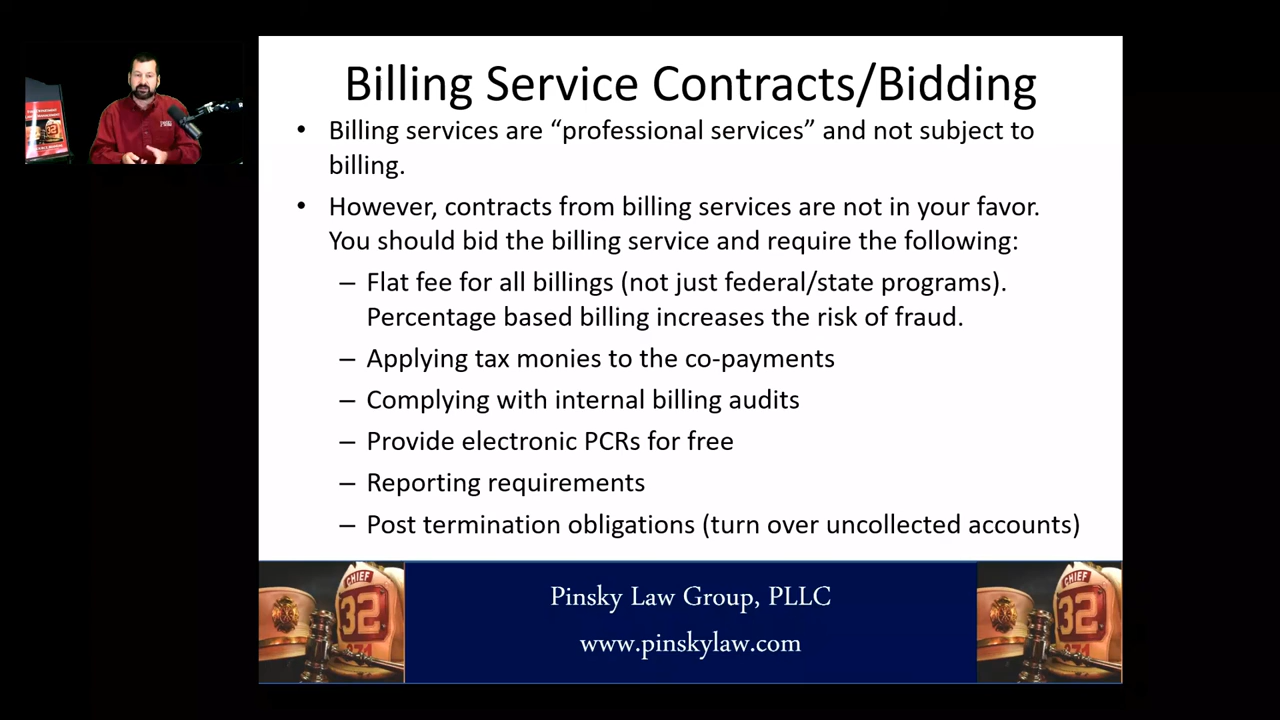 Billing Service Contracts/Bidding
• Billing services are “professional services” and not subject to
billing.
• However, contracts from billing services are not in your favor.
You should bid the billing service and require the following:
– Flat fee for all billings (not just federal/state programs).
Percentage based billing increases the risk of fraud.
– Applying tax monies to the co-payments
– Complying with internal billing audits
– Provide electronic PCRs for free
– Reporting requirements
– Post termination obligations (turn over uncollected accounts)
CHIEF
32
CHIEF
32
Pinsky Law Group, PLLC
www.pinskylaw.com